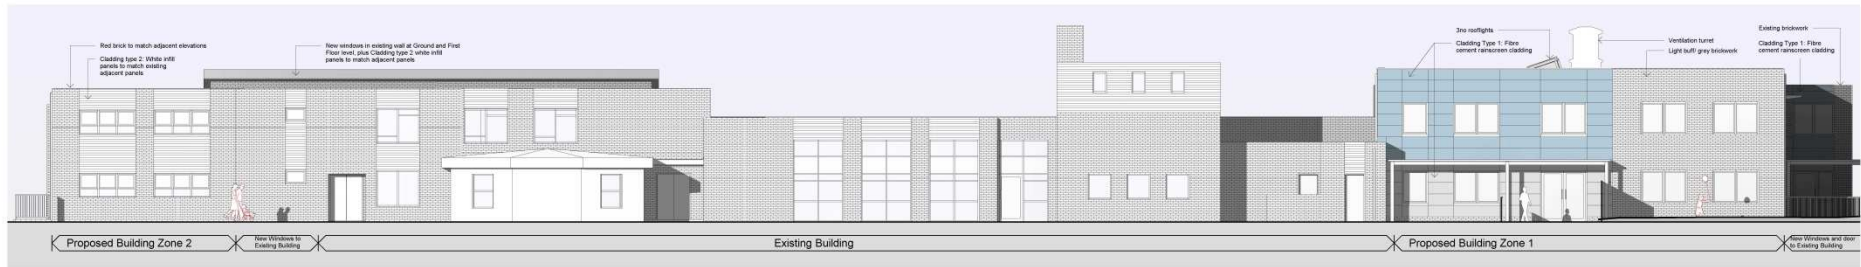 Red brick to match adjacent elevations
Cladding type 2: White infill
panels to match existing
adjacent panels
New windows in existing wall at Ground and First
Floor level, plus Cladding type 2 white infill
panels to match adjacent panels
3no rooflights
Cladding Type 1: Fibre
cement rainscreen cladding
Ventilation turret
Light buff/ grey brickwork
Existing brickwork
Cladding Type 1: Fibre
cement rainscreen cladding
Proposed Building Zone 2
New Windows to
Existing Building
Existing Building
Proposed Building Zone 1
New Windows and door
to Existing Building